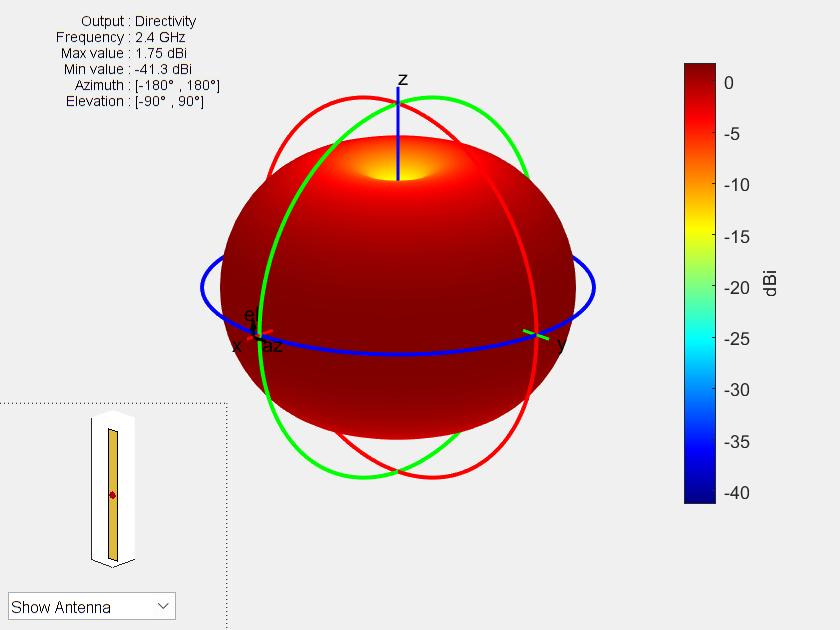 Output : Directivity
Frequency : 2.4 GHz
Max value : 1.75 dBi
Min value : -41.3 dBi
Azimuth : [-180° , 180°]
Elevation : [-90° , 90°]
z
el
x
az
y
0
-5
-10
-15
-20
-25
-30
-35
-40
dBi
Show Antenna